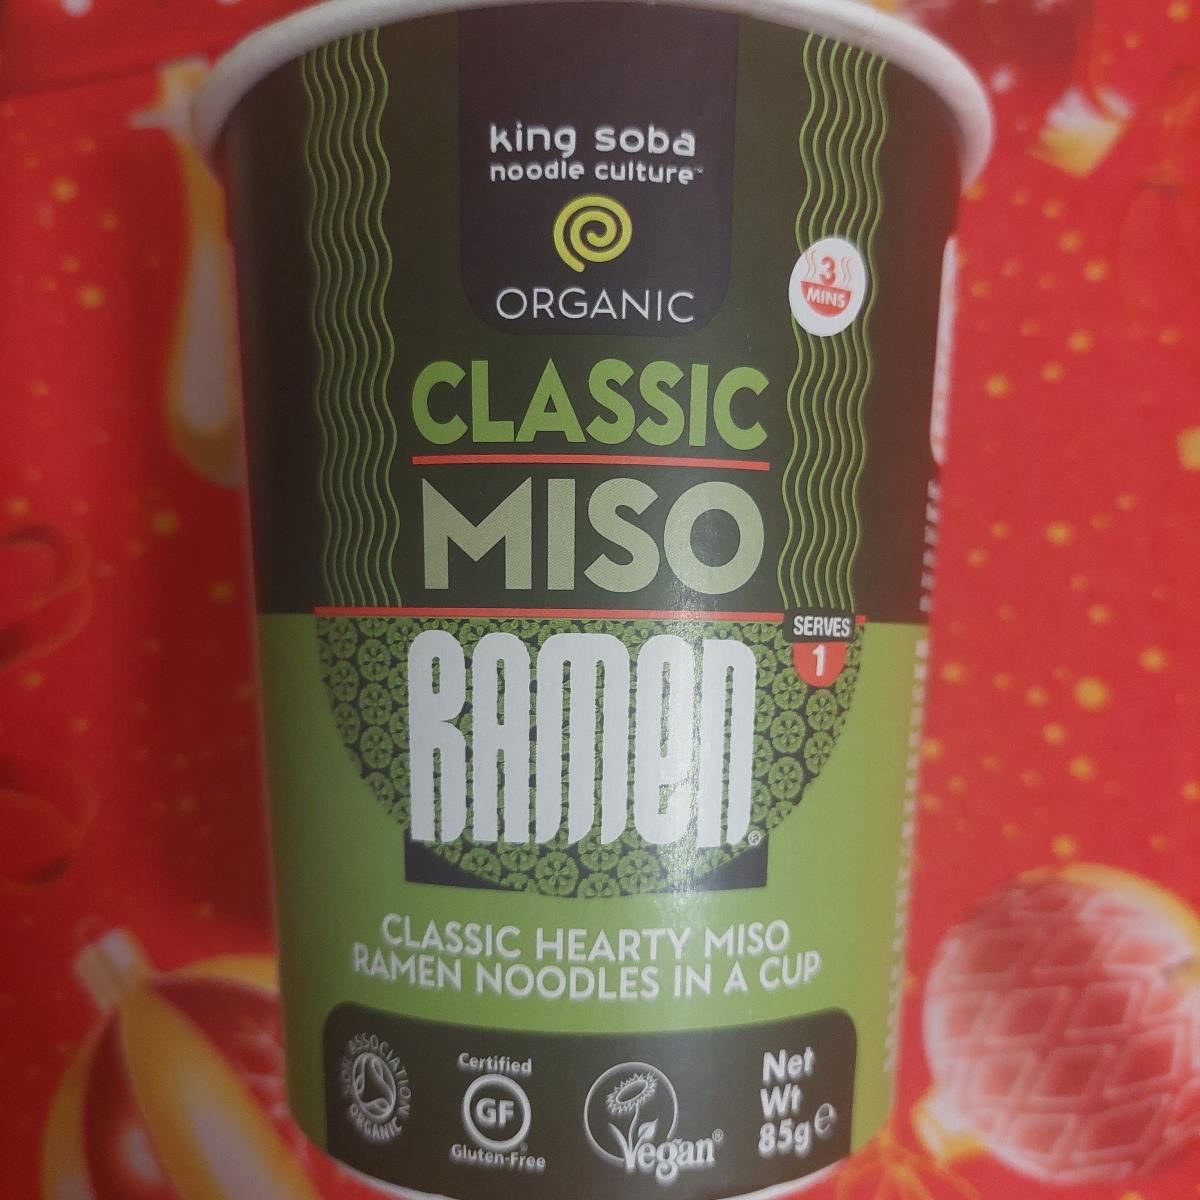 king soba
noodle culture™
ORGANIC
3
MINS
CLASSIC
MISO
SERVES
1
RAMEN®
CLASSIC HEARTY MISO
RAMEN NOODLES IN A CUP
SOIL ASSOCIATION
ORGANIC
Certified
GF
Gluten-Free
Vegan®
Net
Wt
85g ℮